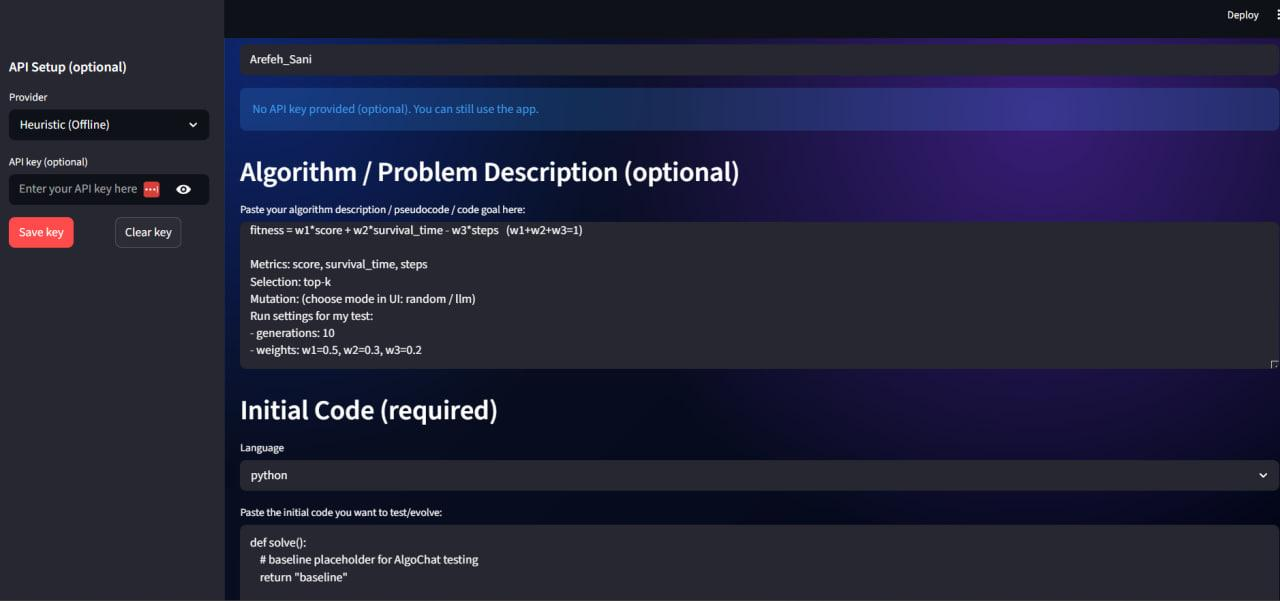 Deploy
API Setup (optional)
Provider
Heuristic (Offline)
API key (optional)
Enter your API key here
Save key
Clear key
Arefeh_Sani
No API key provided (optional). You can still use the app.
Algorithm / Problem Description (optional)
Paste your algorithm description / pseudocode / code goal here:
fitness = w1*score + w2*survival_time - w3*steps (w1+w2+w3=1)
Metrics: score, survival_time, steps
Selection: top-k
Mutation: (choose mode in UI: random / llm)
Run settings for my test:
- generations: 10
- weights: w1=0.5, w2=0.3, w3=0.2
Initial Code (required)
Language
python
Paste the initial code you want to test/evolve:
def solve():
# baseline placeholder for AlgoChat testing
return "baseline"